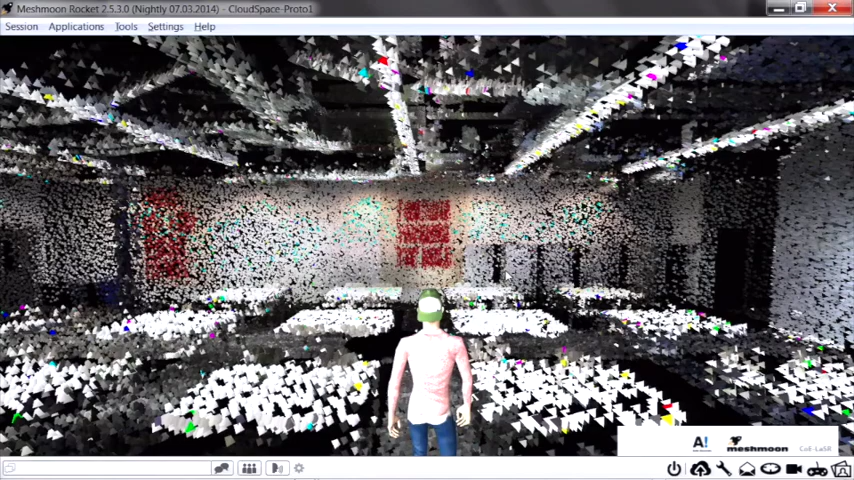 Meshmoon Rocket 2.5.3.0 (Nightly 07.03.2014) - CloudSpace-Proto1
Session Applications Tools Settings Help
A! meshmoon CoE-LaSR